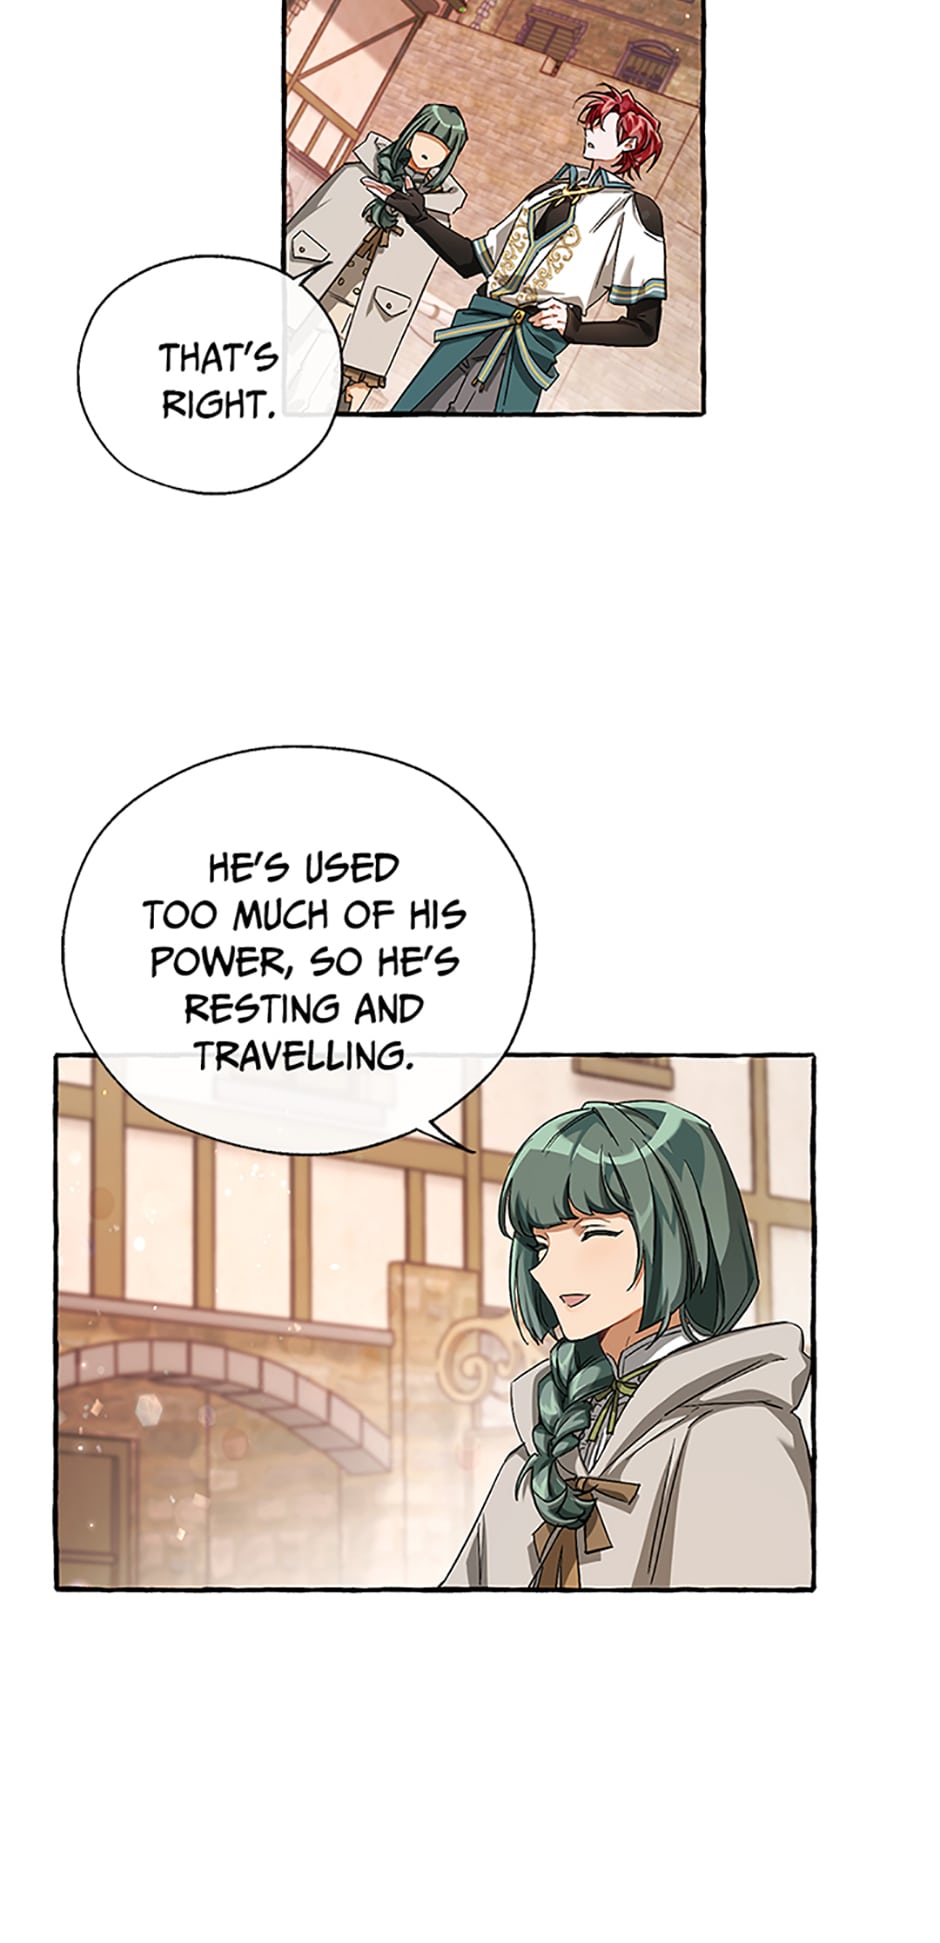 THAT'S
RIGHT.
HE'S USED
TOO MUCH OF HIS
POWER, SO HE'S
RESTING AND
TRAVELLING.